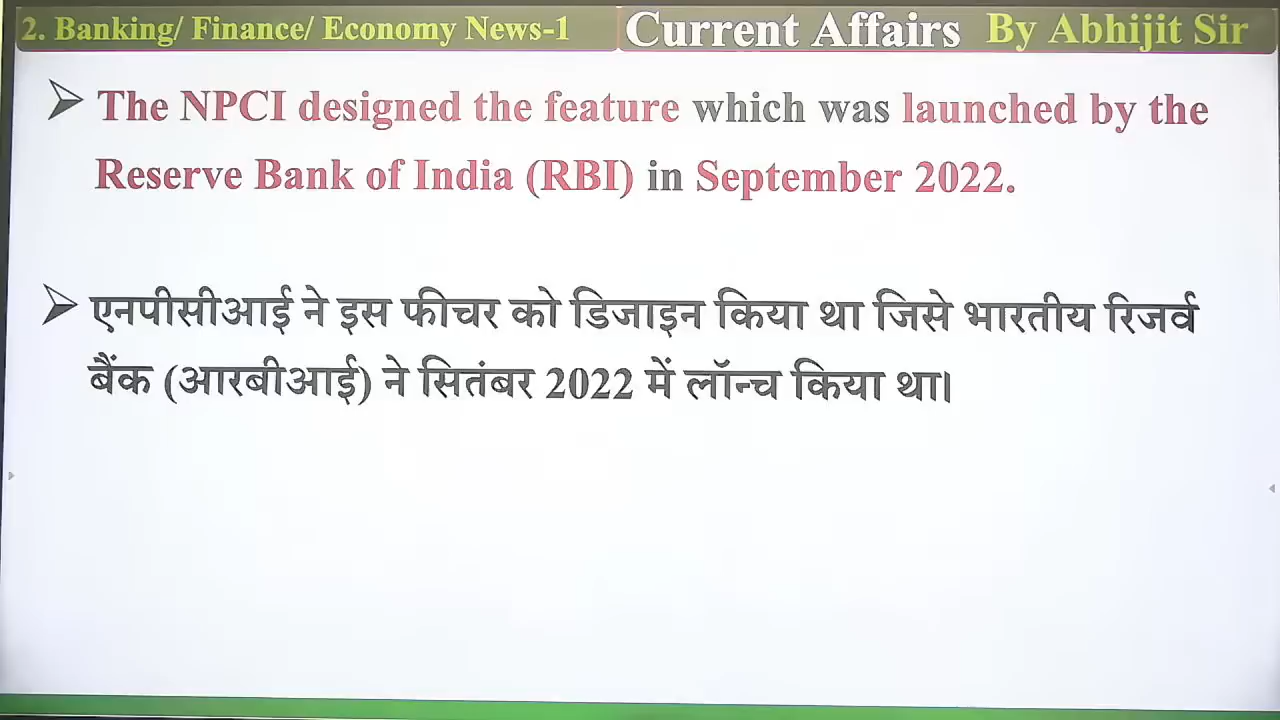 2. Banking/ Finance/ Economy News-1
Current Affairs By Abhijit Sir
The NPCI designed the feature which was launched by the
Reserve Bank of India (RBI) in September 2022.
एनपीसीआई ने इस फीचर को डिजाइन किया था जिसे भारतीय रिजर्व
बैंक (आरबीआई) ने सितंबर 2022 में लॉन्च किया था।